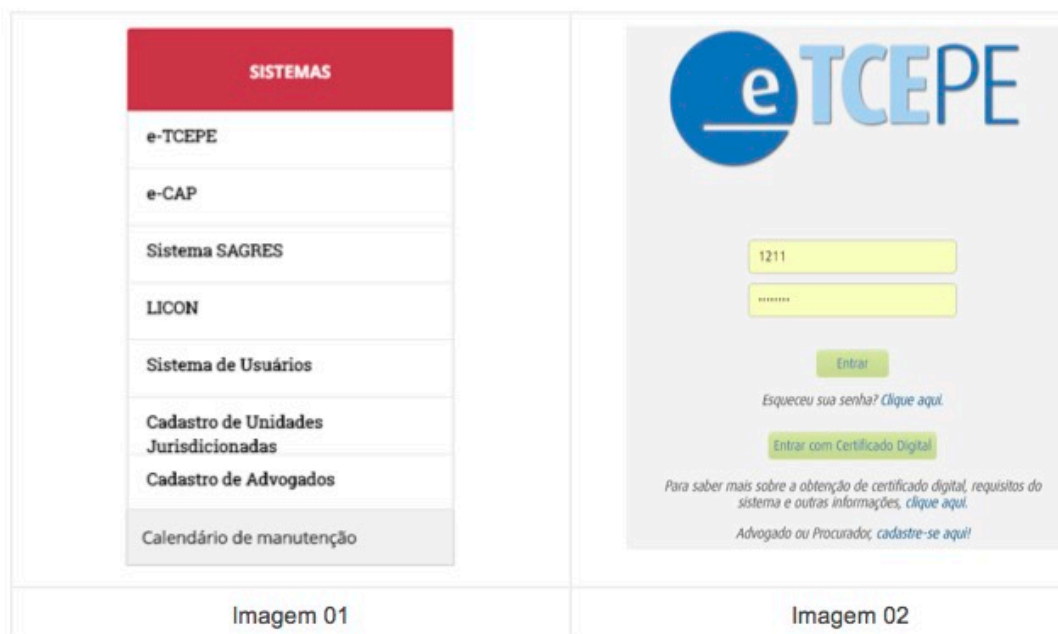 SISTEMAS
e-TCEPE
e-CAP
Sistema SAGRES
LICON
Sistema de Usuários
Cadastro de Unidades
Jurisdicionadas
Cadastro de Advogados
Calendário de manutenção
Imagem 01
eTCEPE
1211
********
Entrar
Esqueceu sua senha? Clique aqui.
Entrar com Certificado Digital
Para saber mais sobre a obtenção de certificado digital, requisitos do
sistema e outras informações, clique aqui.
Advogado ou Procurador, cadastre-se aqui!
Imagem 02